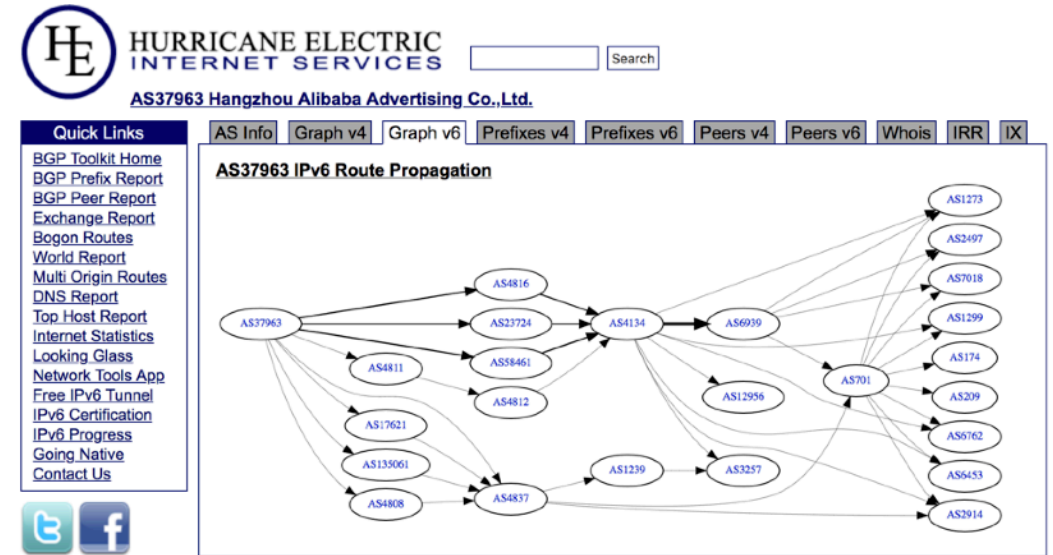 HE HURRICANE ELECTRIC
INTERNET SERVICES
Search
AS37963 Hangzhou Alibaba Advertising Co.,Ltd.
Quick Links
BGP Toolkit Home
BGP Prefix Report
BGP Peer Report
Exchange Report
Bogon Routes
World Report
Multi Origin Routes
DNS Report
Top Host Report
Internet Statistics
Looking Glass
Network Tools App
Free IPv6 Tunnel
IPv6 Certification
IPv6 Progress
Going Native
Contact Us
AS Info Graph v4 Graph v6 Prefixes v4 Prefixes v6 Peers v4 Peers v6 Whois IRR IX
AS37963 IPv6 Route Propagation
AS37963
AS4816
AS23724
AS58461
AS4811
AS4812
AS17621
AS135061
AS4808
AS4837
AS4134
AS1239
AS6939
AS12956
AS3257
AS701
AS1273
AS2497
AS7018
AS1299
AS174
AS209
AS6762
AS6453
AS2914